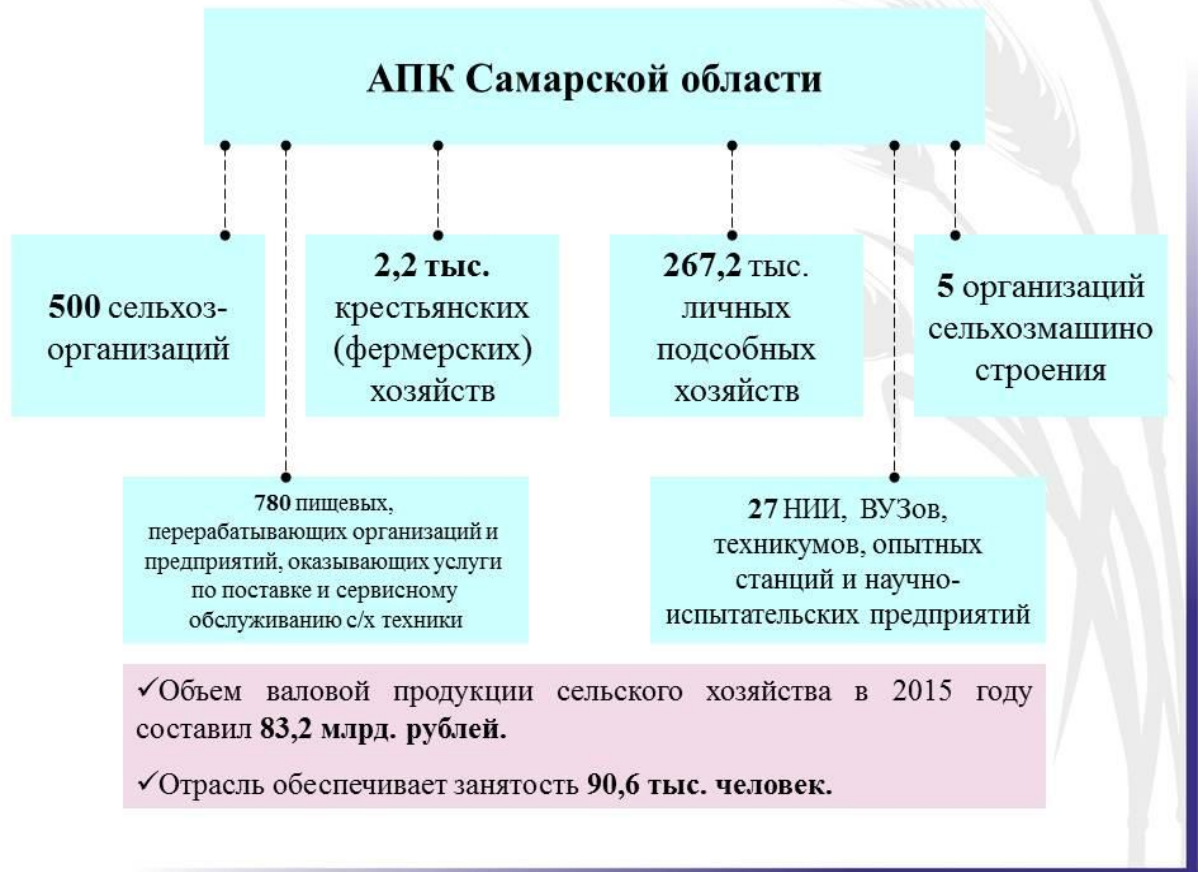 АПК Самарской области
500 сельхоз-
организаций
2,2 тыс.
крестьянских
(фермерских)
хозяйств
267,2 тыс.
личных
подсобных
хозяйств
5 организаций
сельхозмашино
строения
780 пищевых,
перерабатывающих организаций и
предприятий, оказывающих услуги
по поставке и сервисному
обслуживанию с/х техники
27 НИИ, ВУЗов,
техникумов, опытных
станций и научно-
испытательских предприятий
✓Объем валовой продукции сельского хозяйства в 2015 году
составил 83,2 млрд. рублей.
✓Отрасль обеспечивает занятость 90,6 тыс. человек.